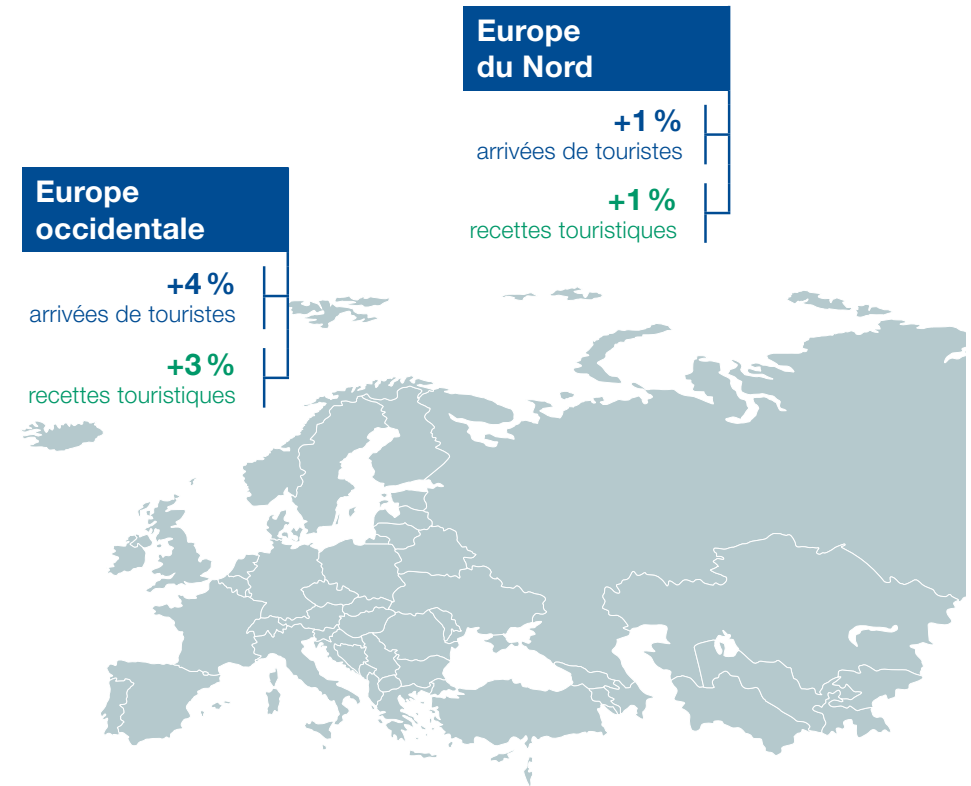 Europe
du Nord
+1 %
arrivées de touristes
+1 %
recettes touristiques
Europe
occidentale
+4 %
arrivées de touristes
+3 %
recettes touristiques